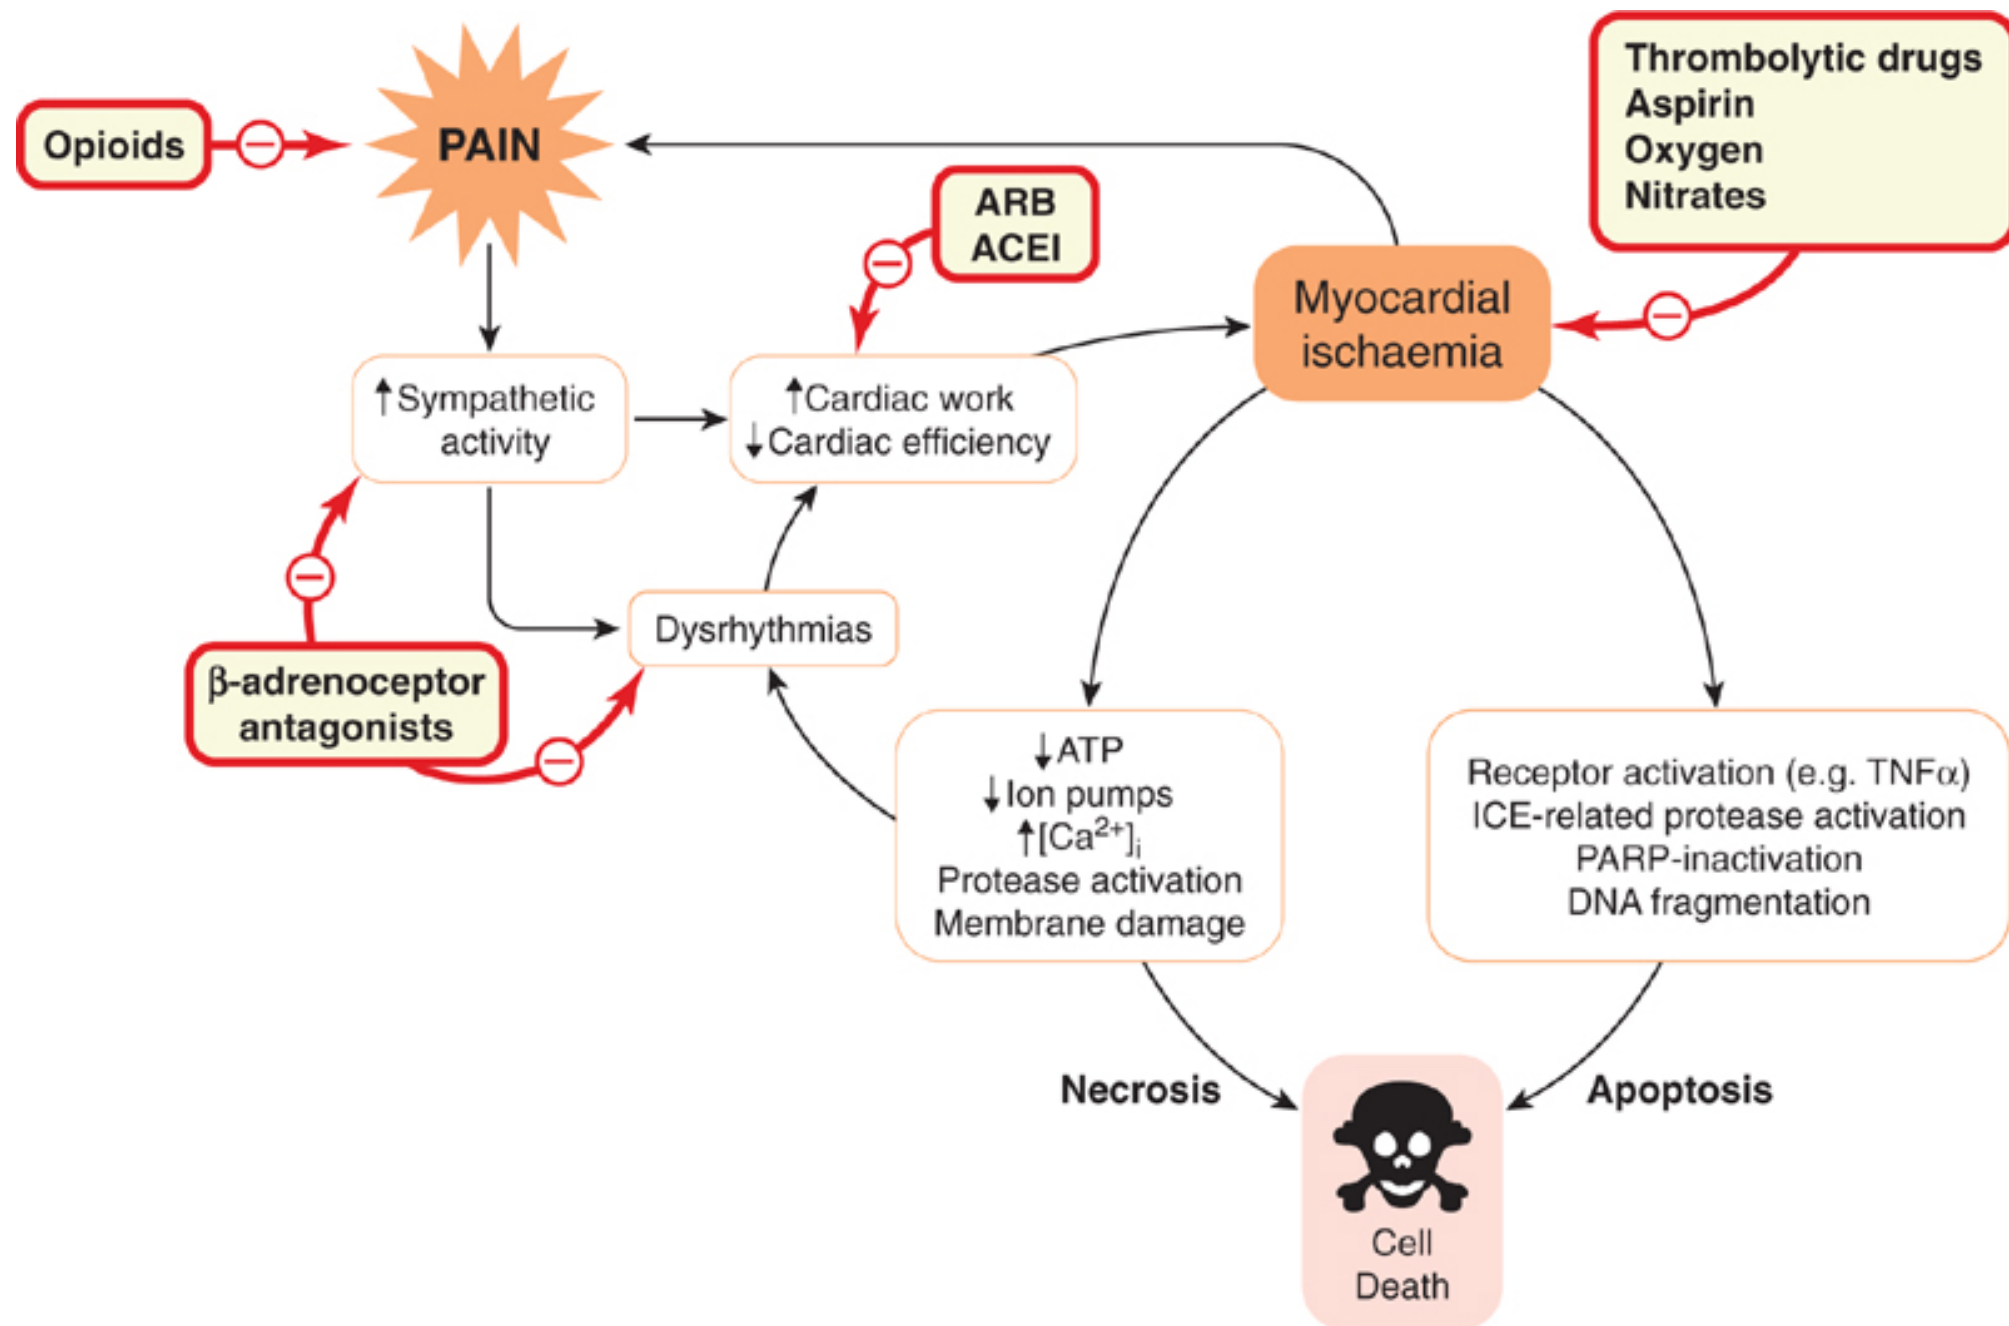 Thrombolytic drugs
Aspirin
Oxygen
Nitrates
Opioids
PAIN
ARB
ACEI
Myocardial
ischaemia
↑Sympathetic
activity
↑Cardiac work
↓Cardiac efficiency
Dysrhythmias
β-adrenoceptor
antagonists
↓ATP
↓Ion pumps
↑[Ca²⁺]ᵢ
Protease activation
Membrane damage
Receptor activation (e.g. TNFα)
ICE-related protease activation
PARP-inactivation
DNA fragmentation
Necrosis
Apoptosis
Cell
Death